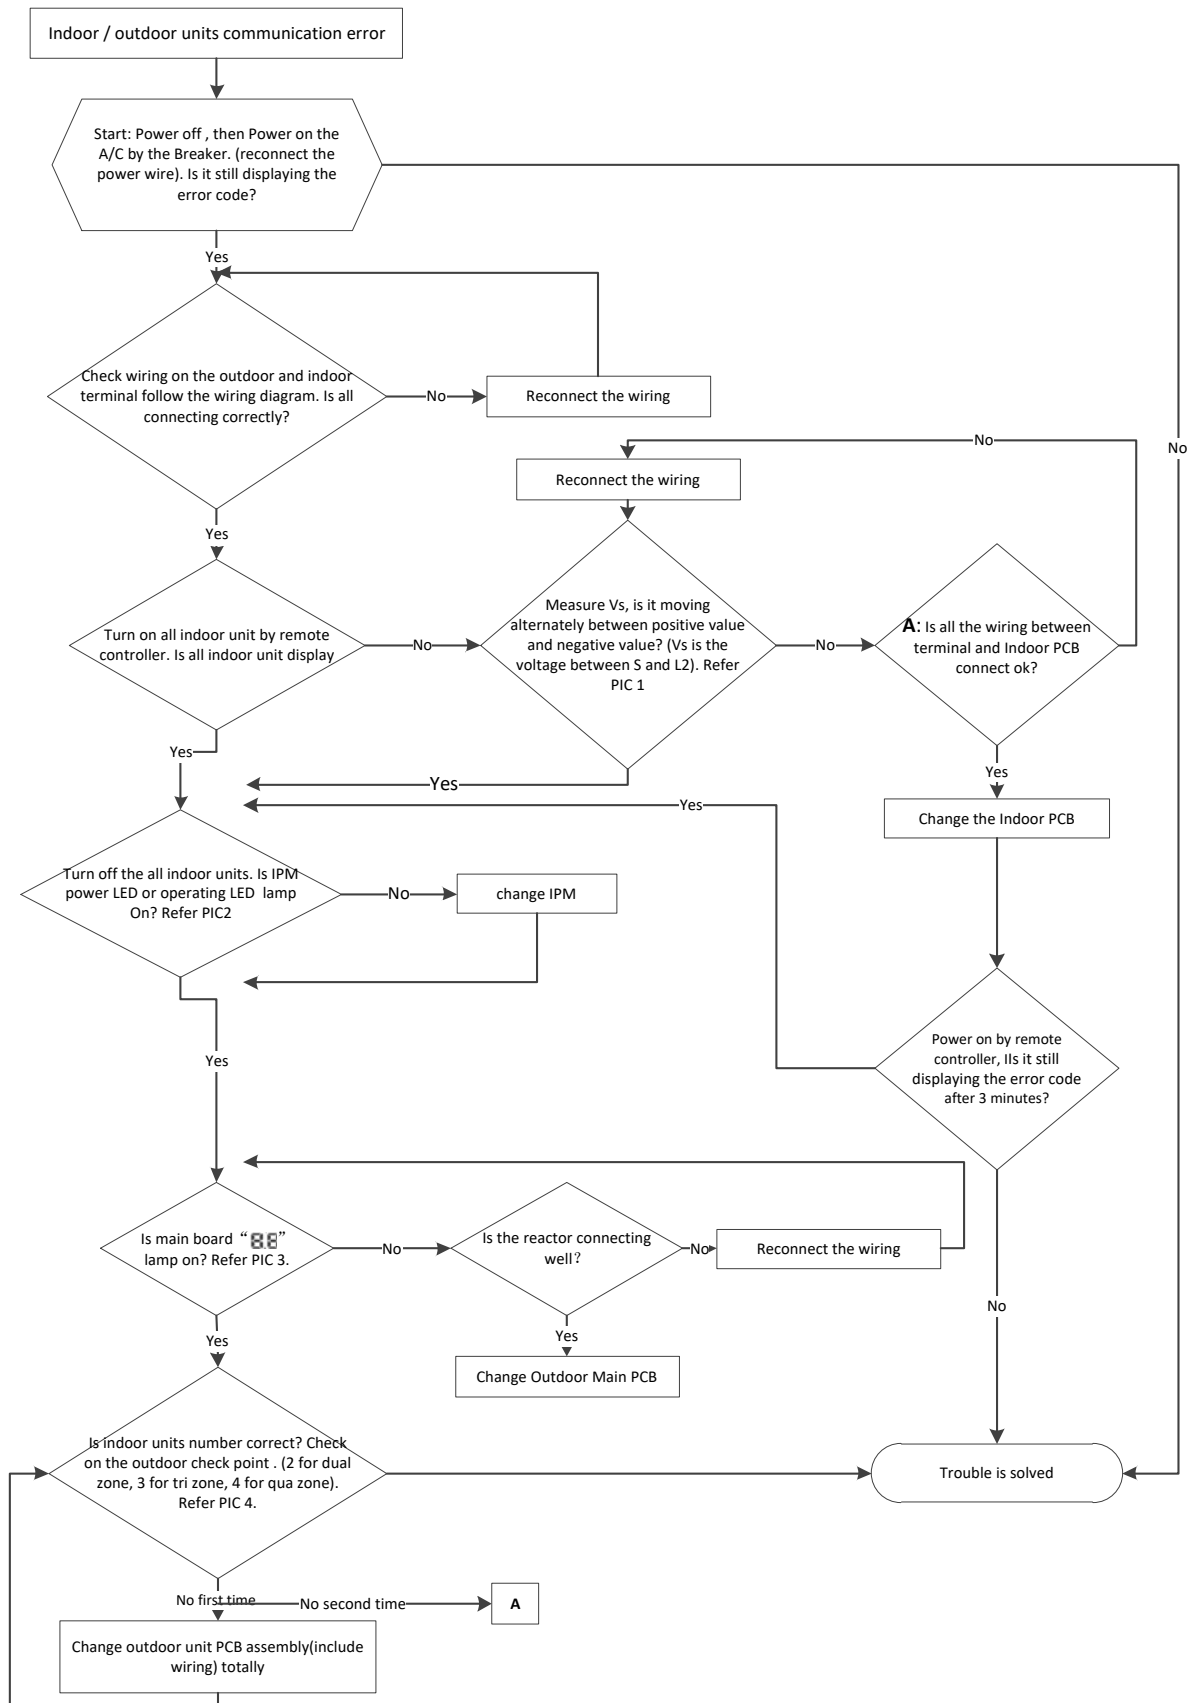 Indoor / outdoor units communication error
Start: Power off , then Power on the
A/C by the Breaker. (reconnect the
power wire). Is it still displaying the
error code?
No
Yes
Check wiring on the outdoor and indoor
terminal follow the wiring diagram. Is all
connecting correctly?
No
Reconnect the wiring
No
Reconnect the wiring
Yes
Turn on all indoor unit by remote
controller. Is all indoor unit display
No
Measure Vs, is it moving
alternately between positive value
and negative value? (Vs is the
voltage between S and L2). Refer
PIC 1
No
A: Is all the wiring between
terminal and Indoor PCB
connect ok?
Yes
Yes
Yes
Yes
Change the Indoor PCB
Turn off the all indoor units. Is IPM
power LED or operating LED lamp
On? Refer PIC2
No
change IPM
Yes
Power on by remote
controller, IIs it still
displaying the error code
after 3 minutes?
No
Is main board “8.8”
lamp on? Refer PIC 3.
No
Is the reactor connecting
well?
No
Reconnect the wiring
Yes
Yes
Change Outdoor Main PCB
Is indoor units number correct? Check
on the outdoor check point . (2 for dual
zone, 3 for tri zone, 4 for qua zone).
Refer PIC 4.
Trouble is solved
No first time
No second time
A
Change outdoor unit PCB assembly(include
wiring) totally